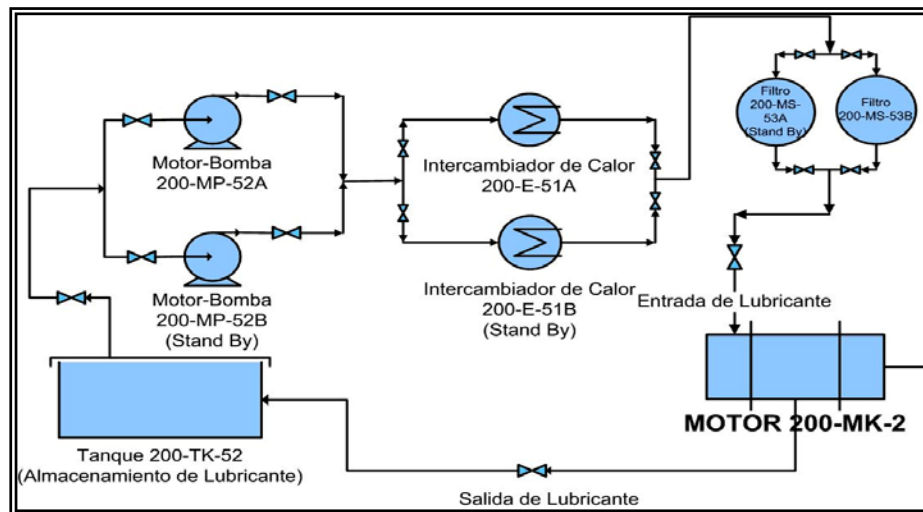 Motor-Bomba
200-MP-52A
Motor-Bomba
200-MP-52B
(Stand By)
Intercambiador de Calor
200-E-51A
Intercambiador de Calor
200-E-51B
(Stand By)
Filtro
200-MS-
53A
(Stand By)
Filtro
200-MS-53B
Entrada de Lubricante
MOTOR 200-MK-2
Tanque 200-TK-52
(Almacenamiento de Lubricante)
Salida de Lubricante